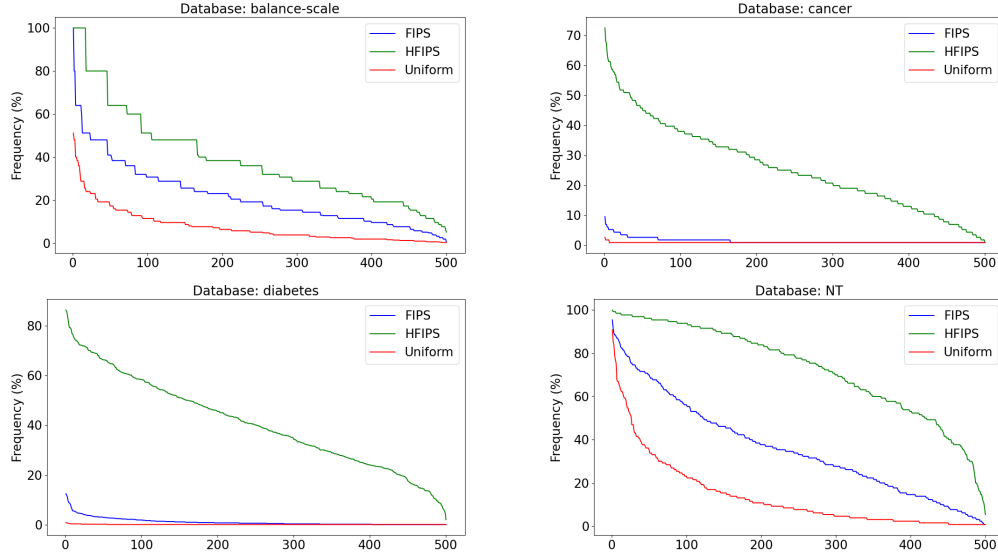 Database: balance-scale
Frequency (%)
100
80
60
40
20
0
0 100 200 300 400 500
FIPS
HFIPS
Uniform
Database: cancer
Frequency (%)
70
60
50
40
30
20
10
0
0 100 200 300 400 500
FIPS
HFIPS
Uniform
Database: diabetes
Frequency (%)
80
60
40
20
0
0 100 200 300 400 500
FIPS
HFIPS
Uniform
Database: NT
Frequency (%)
100
80
60
40
20
0
0 100 200 300 400 500
FIPS
HFIPS
Uniform